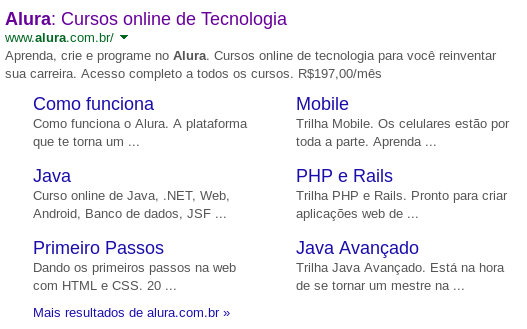 Alura: Cursos online de Tecnologia
www.alura.com.br/
Aprenda, crie e programe no Alura. Cursos online de tecnologia para você reinventar
sua carreira. Acesso completo a todos os cursos. R$197,00/mês
Como funciona
Como funciona o Alura. A plataforma
que te torna um ...
Mobile
Trilha Mobile. Os celulares estão por
toda a parte. Aprenda ...
Java
Curso online de Java, .NET, Web,
Android, Banco de dados, JSF ...
PHP e Rails
Trilha PHP e Rails. Pronto para criar
aplicações web de ...
Primeiro Passos
Dando os primeiros passos na web
com HTML e CSS. 20 ...
Java Avançado
Trilha Java Avançado. Está na hora
de se tornar um mestre na ...
Mais resultados de alura.com.br »